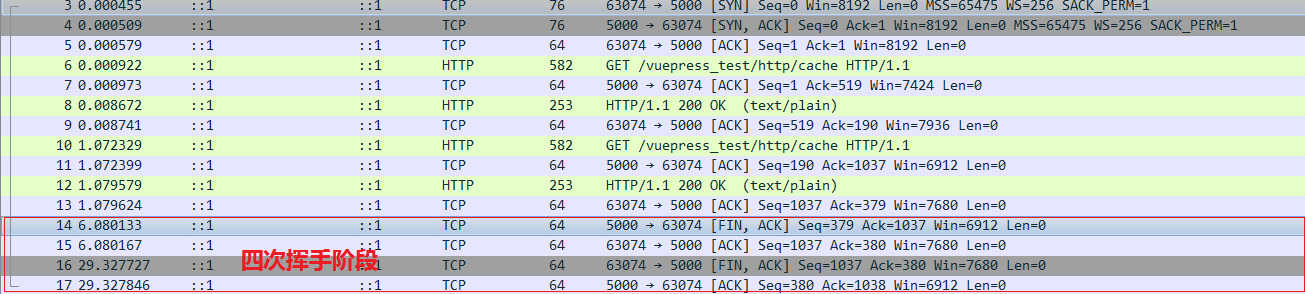 3 0.000455 ::1 ::1 TCP 76 63074 → 5000 [SYN] Seq=0 Win=8192 Len=0 MSS=65475 WS=256 SACK_PERM=1
4 0.000509 ::1 ::1 TCP 76 5000 → 63074 [SYN, ACK] Seq=0 Ack=1 Win=8192 Len=0 MSS=65475 WS=256 SACK_PERM=1
5 0.000579 ::1 ::1 TCP 64 63074 → 5000 [ACK] Seq=1 Ack=1 Win=8192 Len=0
6 0.000922 ::1 ::1 HTTP 582 GET /vuepress_test/http/cache HTTP/1.1
7 0.000973 ::1 ::1 TCP 64 5000 → 63074 [ACK] Seq=1 Ack=519 Win=7424 Len=0
8 0.008672 ::1 ::1 HTTP 253 HTTP/1.1 200 OK (text/plain)
9 0.008741 ::1 ::1 TCP 64 63074 → 5000 [ACK] Seq=519 Ack=190 Win=7936 Len=0
10 1.072329 ::1 ::1 HTTP 582 GET /vuepress_test/http/cache HTTP/1.1
11 1.072399 ::1 ::1 TCP 64 5000 → 63074 [ACK] Seq=190 Ack=1037 Win=6912 Len=0
12 1.079579 ::1 ::1 HTTP 253 HTTP/1.1 200 OK (text/plain)
13 1.079624 ::1 ::1 TCP 64 63074 → 5000 [ACK] Seq=1037 Ack=379 Win=7680 Len=0
14 6.080133 ::1 ::1 TCP 64 5000 → 63074 [FIN, ACK] Seq=379 Ack=1037 Win=6912 Len=0
15 6.080167 ::1 ::1 TCP 64 63074 → 5000 [ACK] Seq=1037 Ack=380 Win=7680 Len=0
四次挥手阶段
16 29.327727 ::1 ::1 TCP 64 63074 → 5000 [FIN, ACK] Seq=1037 Ack=380 Win=7680 Len=0
17 29.327846 ::1 ::1 TCP 64 5000 → 63074 [ACK] Seq=380 Ack=1038 Win=6912 Len=0